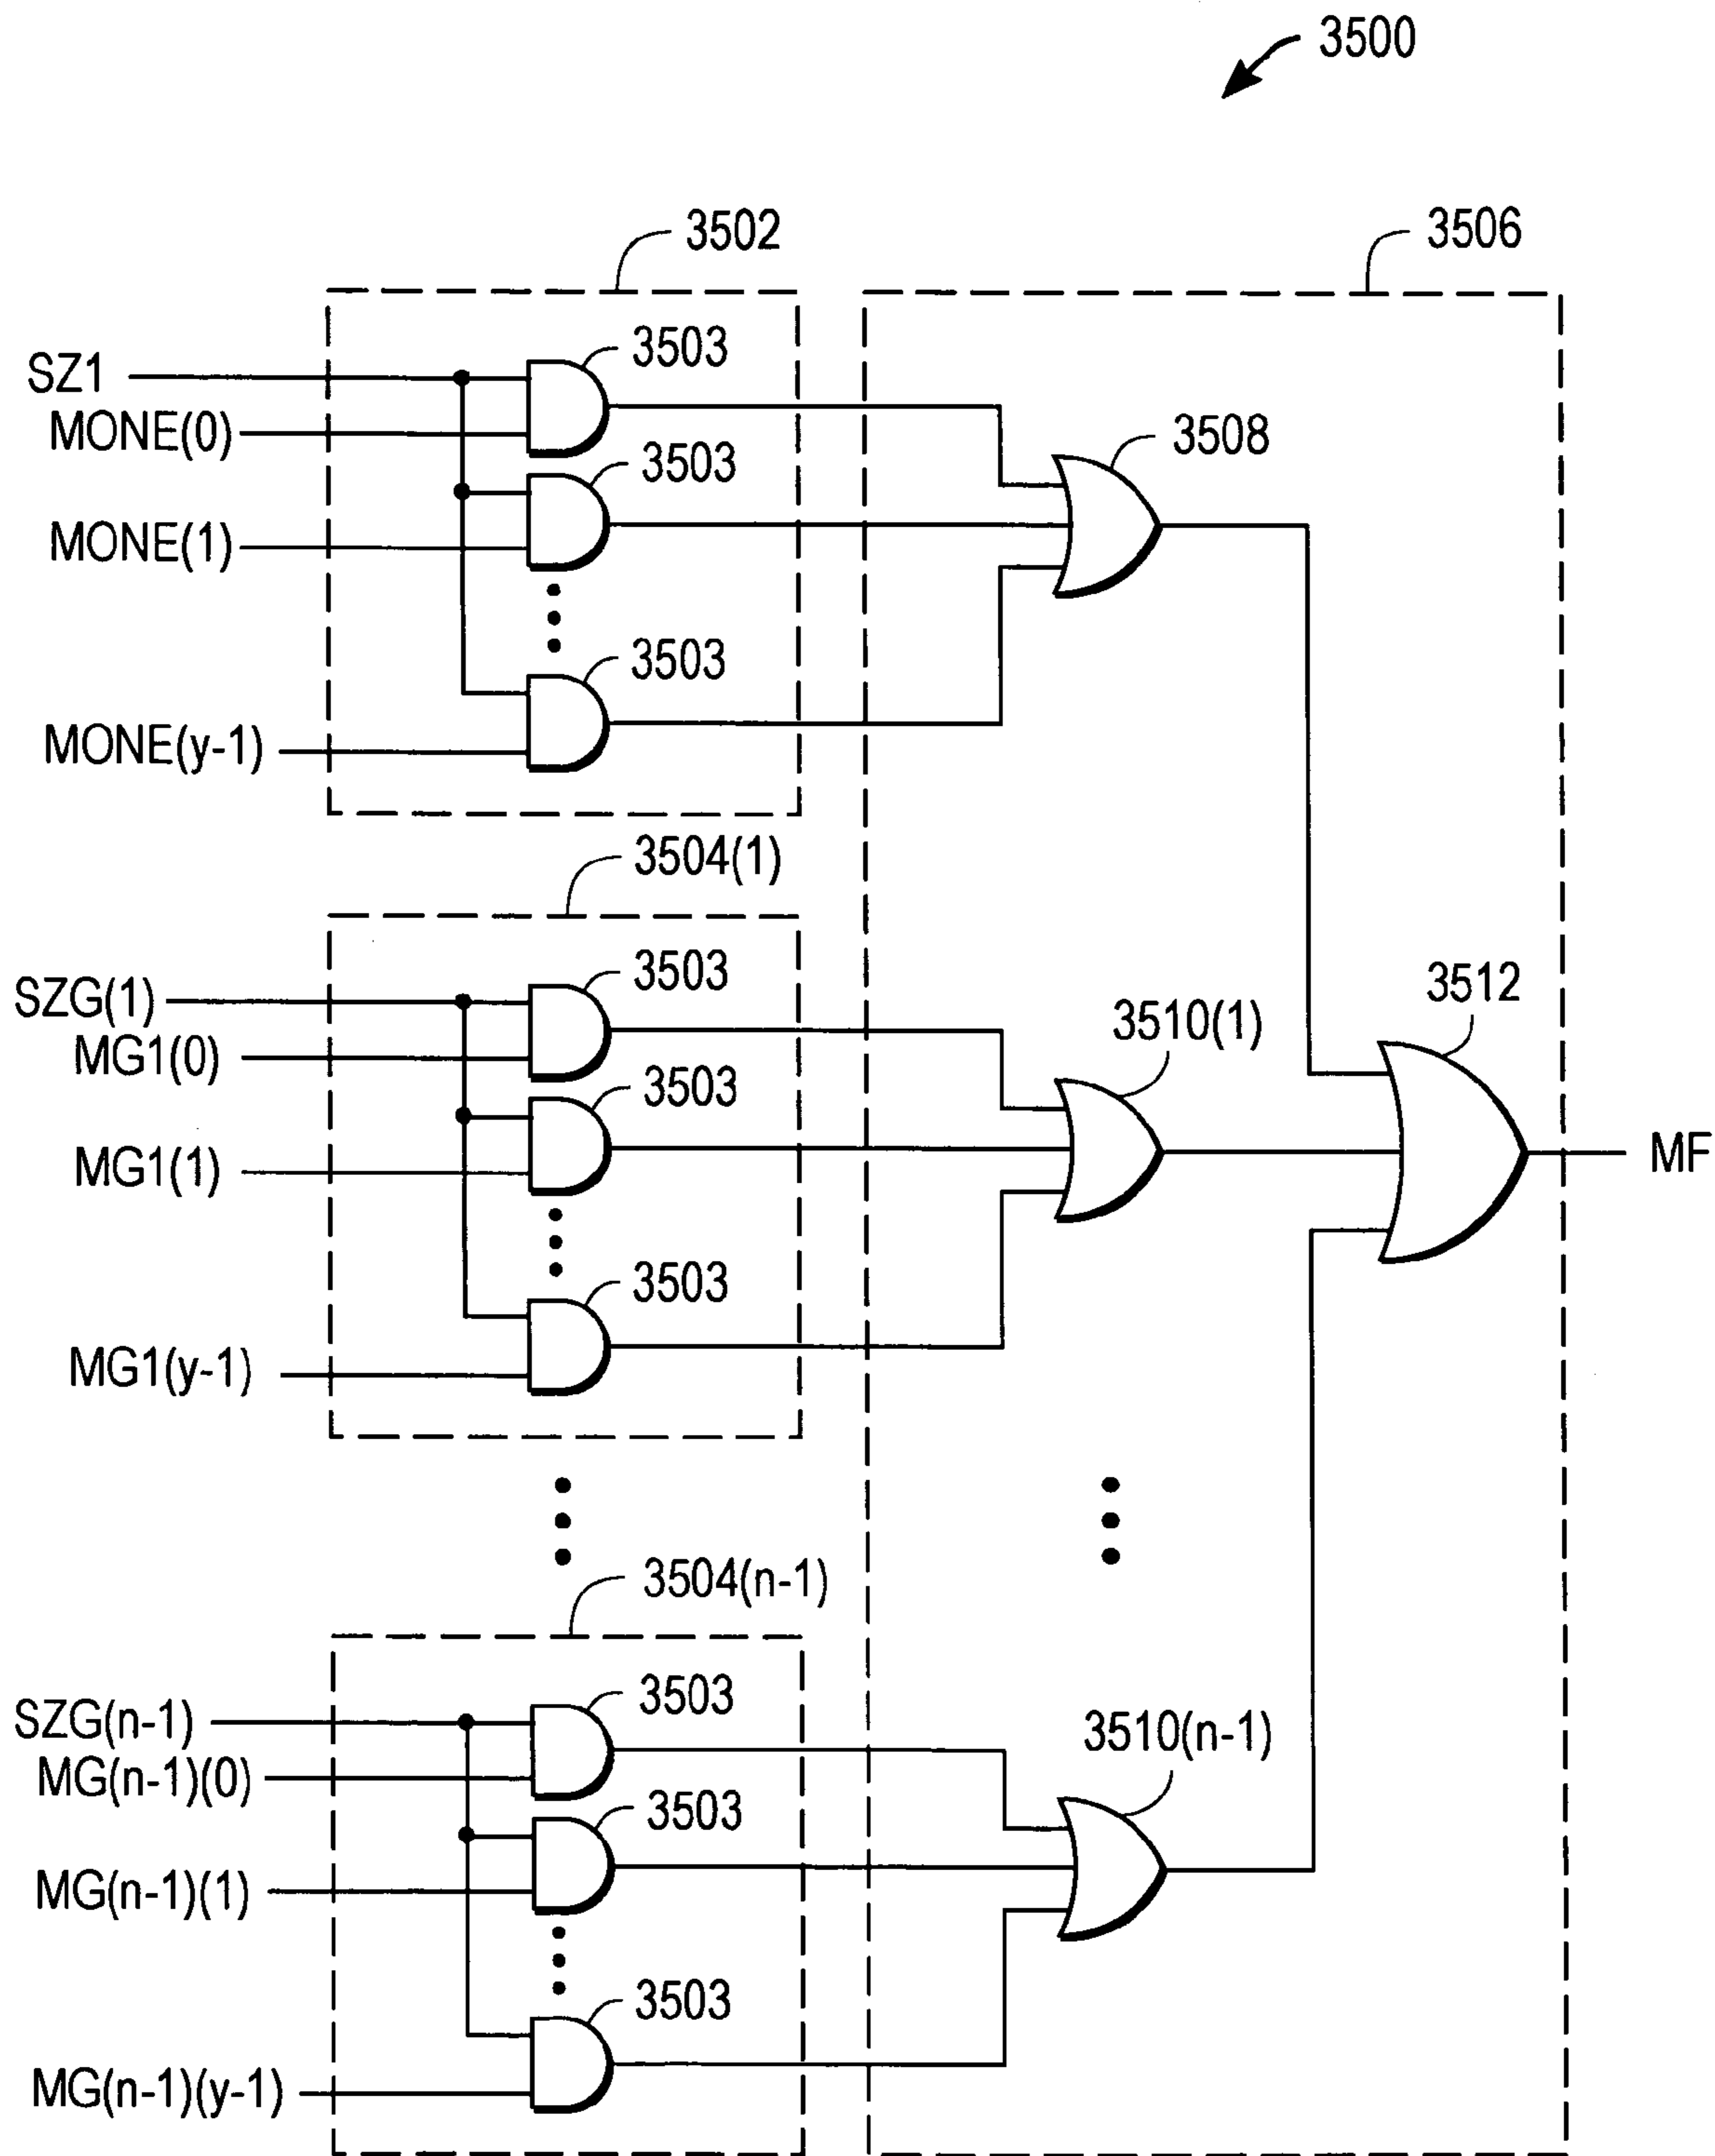 3500
3502
3506
3503
SZ1
MONE(0)
3508
3503
MONE(1)
3503
MONE(y-1)
3504(1)
3503
3512
SZG(1)
3510(1)
MG1(0)
3503
MG1(1)
MF
3503
MG1(y-1)
3504(n-1)
3503
SZG(n-1)
3510(n-1)
MG(n-1)(0)
3503
MG(n-1)(1)
3503
MG(n-1)(y-1)